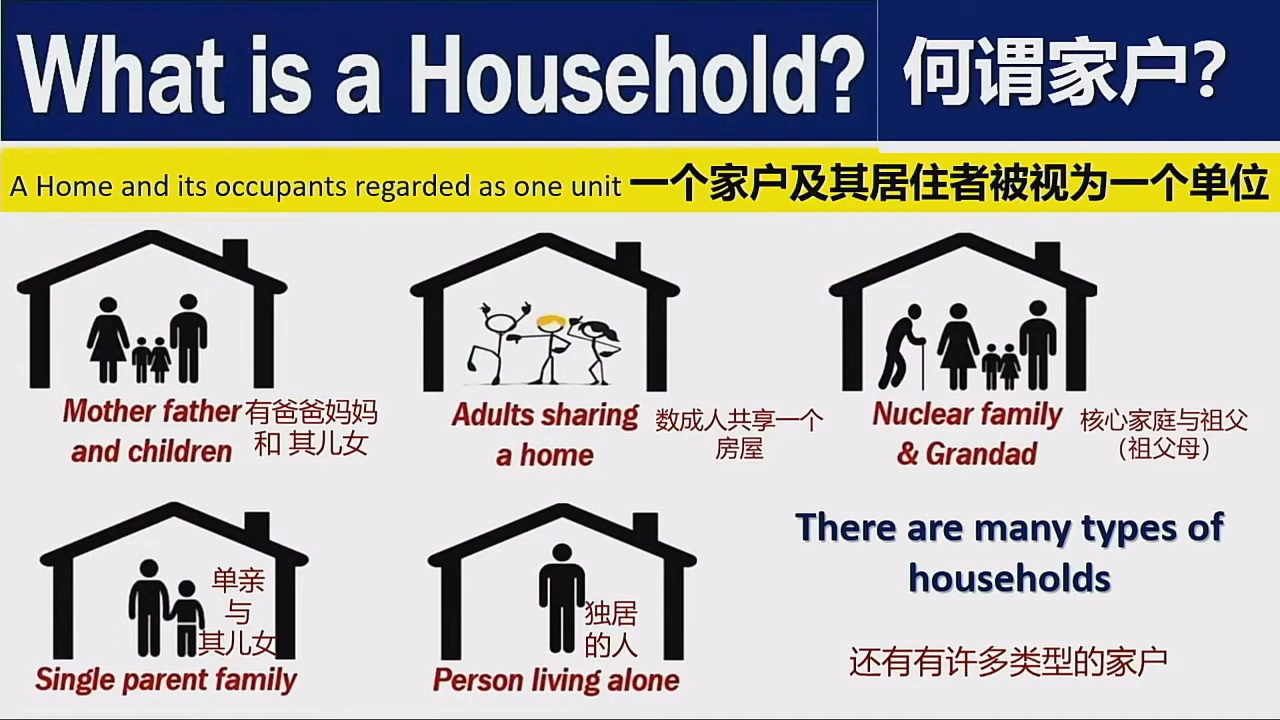 What is a Household?
何谓家户?
A Home and its occupants regarded as one unit 一个家户及其居住者被视为一个单位
Mother father
and children
有爸爸妈妈
和 其儿女
Adults sharing
a home
数成人共享一个
房屋
Nuclear family
& Grandad
核心家庭与祖父
（祖父母）
单亲
与
其儿女
Single parent family
独居
的人
Person living alone
There are many types of
households
还有有许多类型的家户